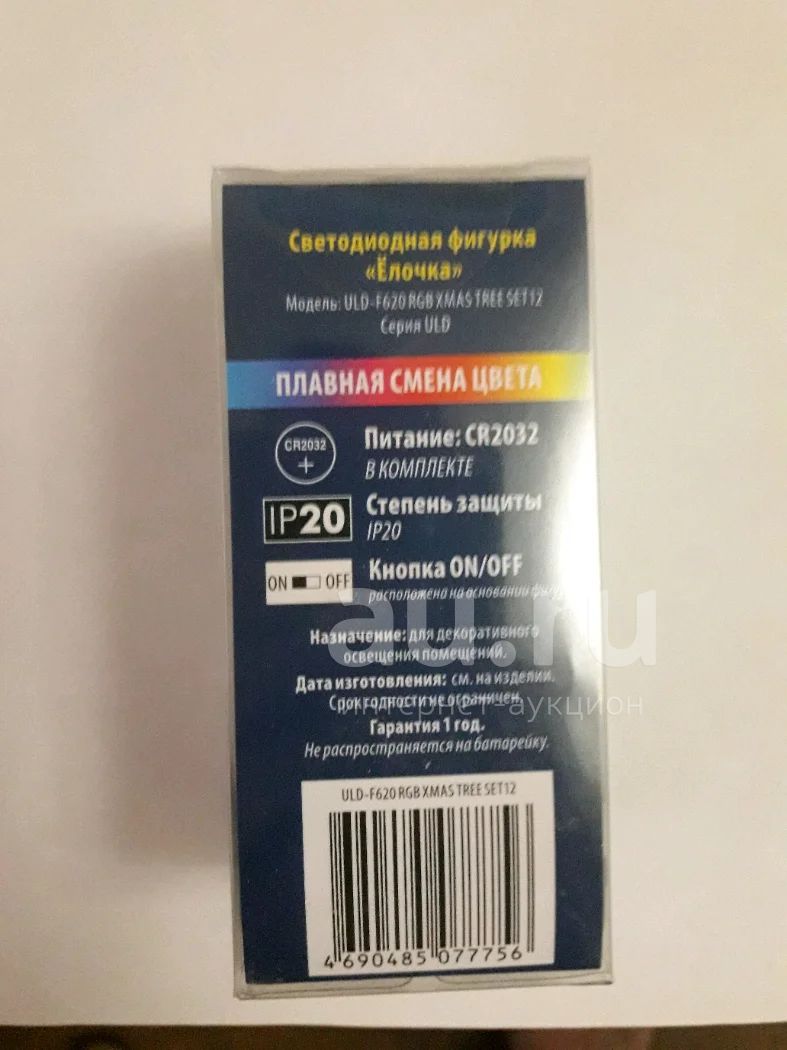 Светодиодная фигурка
«Ёлочка»
Модель: ULD-F620 RGB XMAS TREE SET12
Серия ULD
ПЛАВНАЯ СМЕНА ЦВЕТА
CR2032
+
Питание: CR2032
В КОМПЛЕКТЕ
IP20
Степень защиты
IP20
ON OFF
Кнопка ON/OFF
расположена на основании
au.ru
интернет-аукцион
Назначение: для декоративного
освещения помещений.
Дата изготовления: см. на изделии.
Срок годности не ограничен.
Гарантия 1 год.
Не распространяется на батарейку.
ULD-F620 RGB XMAS TREE SET12
4 690485 077756